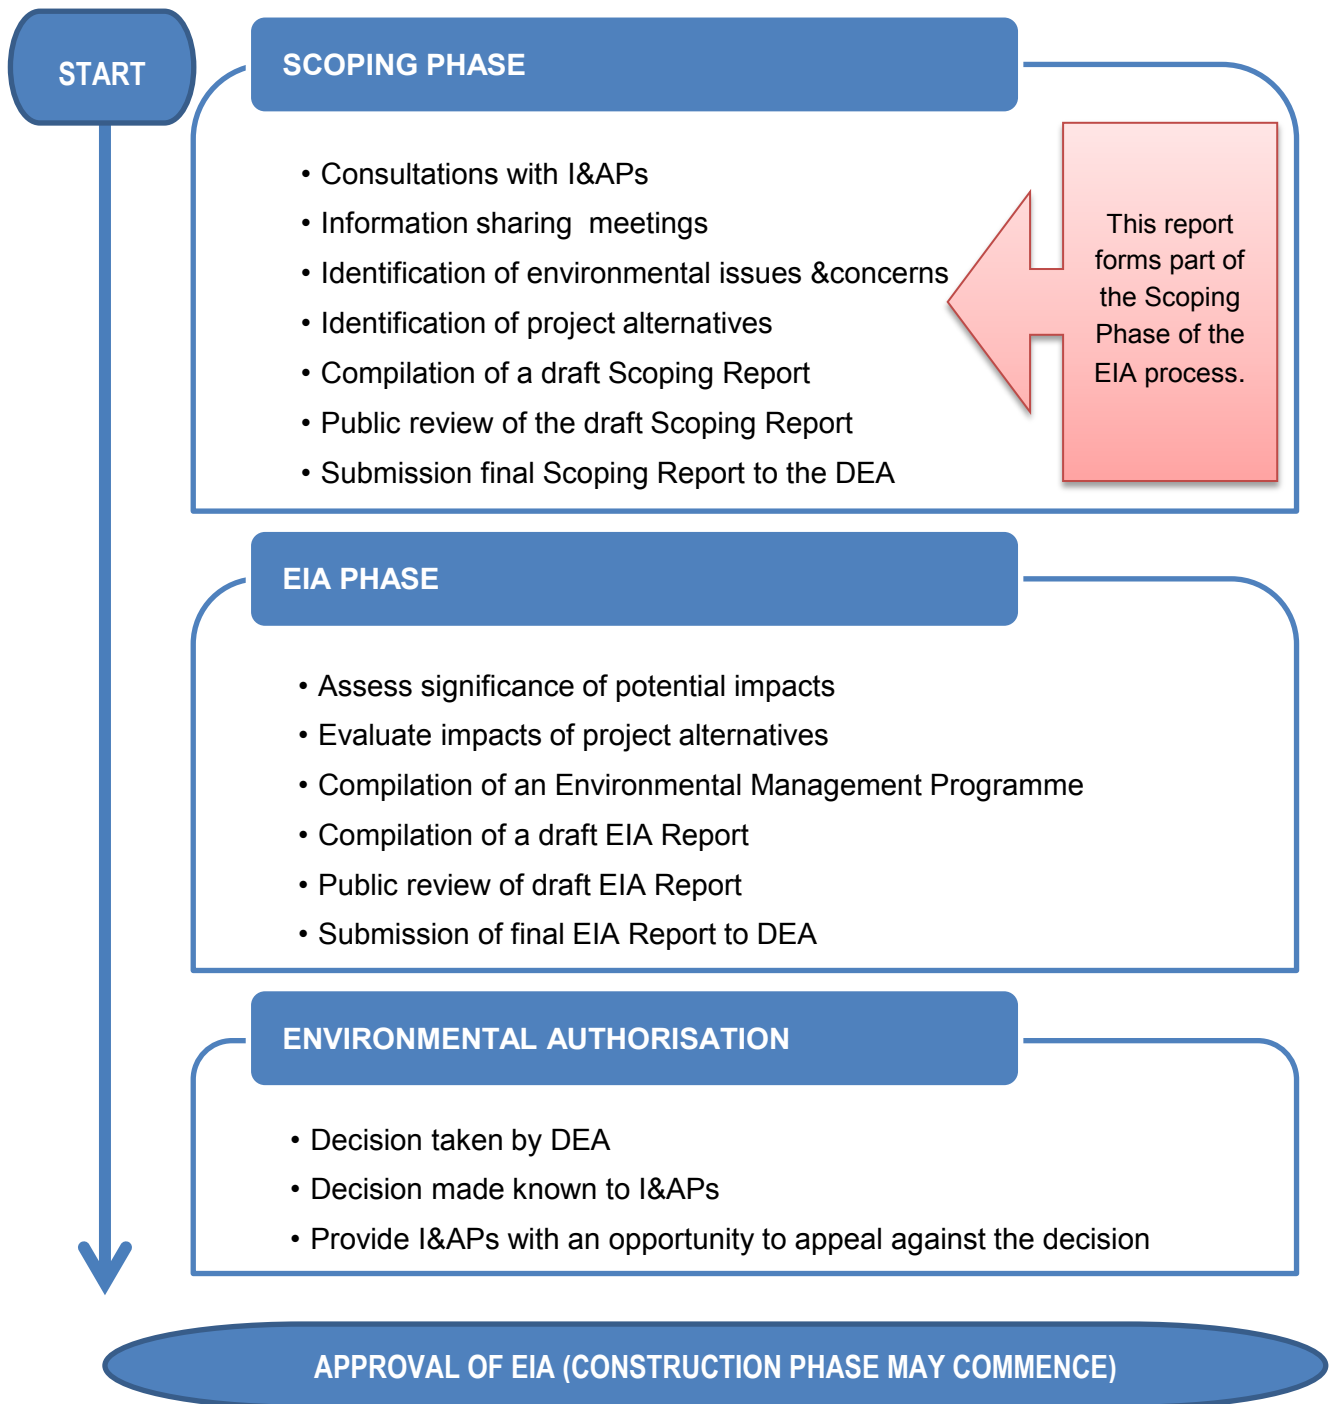 START
SCOPING PHASE
• Consultations with I&APs
• Information sharing  meetings
• Identification of environmental issues &concerns
• Identification of project alternatives
• Compilation of a draft Scoping Report
• Public review of the draft Scoping Report
• Submission final Scoping Report to the DEA
This report
forms part of
the Scoping
Phase of the
EIA process.
EIA PHASE
• Assess significance of potential impacts
• Evaluate impacts of project alternatives
• Compilation of an Environmental Management Programme
• Compilation of a draft EIA Report
• Public review of draft EIA Report
• Submission of final EIA Report to DEA
ENVIRONMENTAL AUTHORISATION
• Decision taken by DEA
• Decision made known to I&APs
• Provide I&APs with an opportunity to appeal against the decision
APPROVAL OF EIA (CONSTRUCTION PHASE MAY COMMENCE)